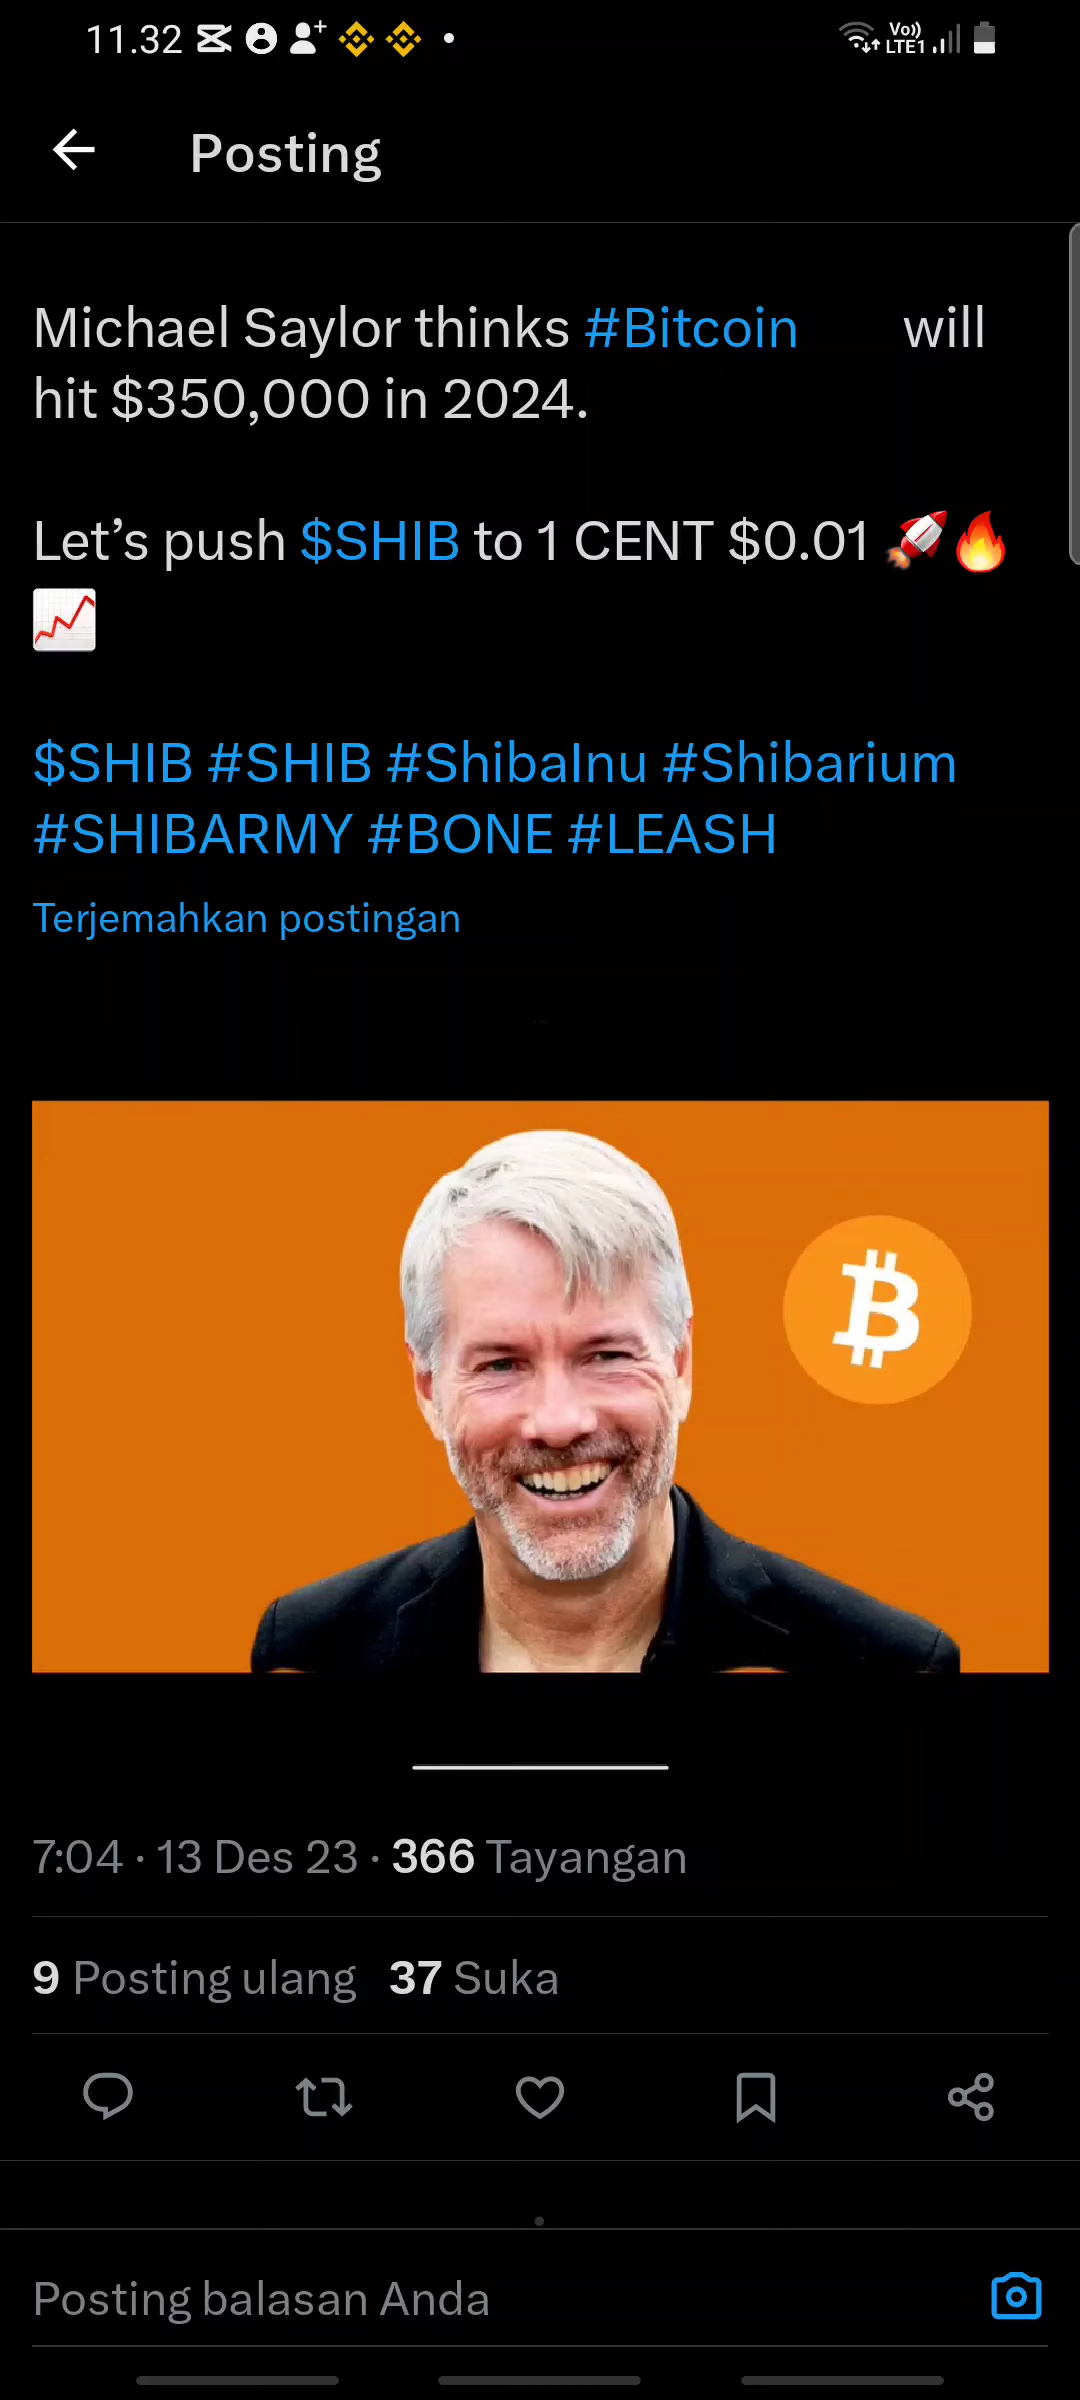 11.32
Vo))
LTE1
Posting
Michael Saylor thinks #Bitcoin will
hit $350,000 in 2024.
Let’s push $SHIB to 1 CENT $0.01 🚀🔥
📈
$SHIB #SHIB #ShibaInu #Shibarium
#SHIBARMY #BONE #LEASH
Terjemahkan postingan
7:04 · 13 Des 23 · 366 Tayangan
9 Posting ulang 37 Suka
Posting balasan Anda